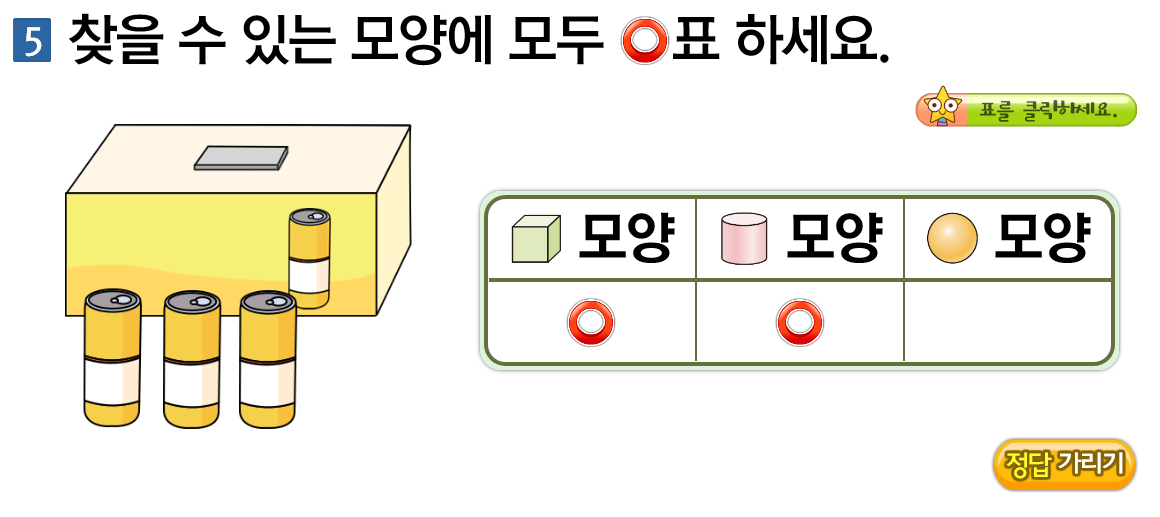 5 찾을 수 있는 모양에 모두 ○표 하세요.
표를 클릭하세요.
모양 모양 모양
정답 가리기